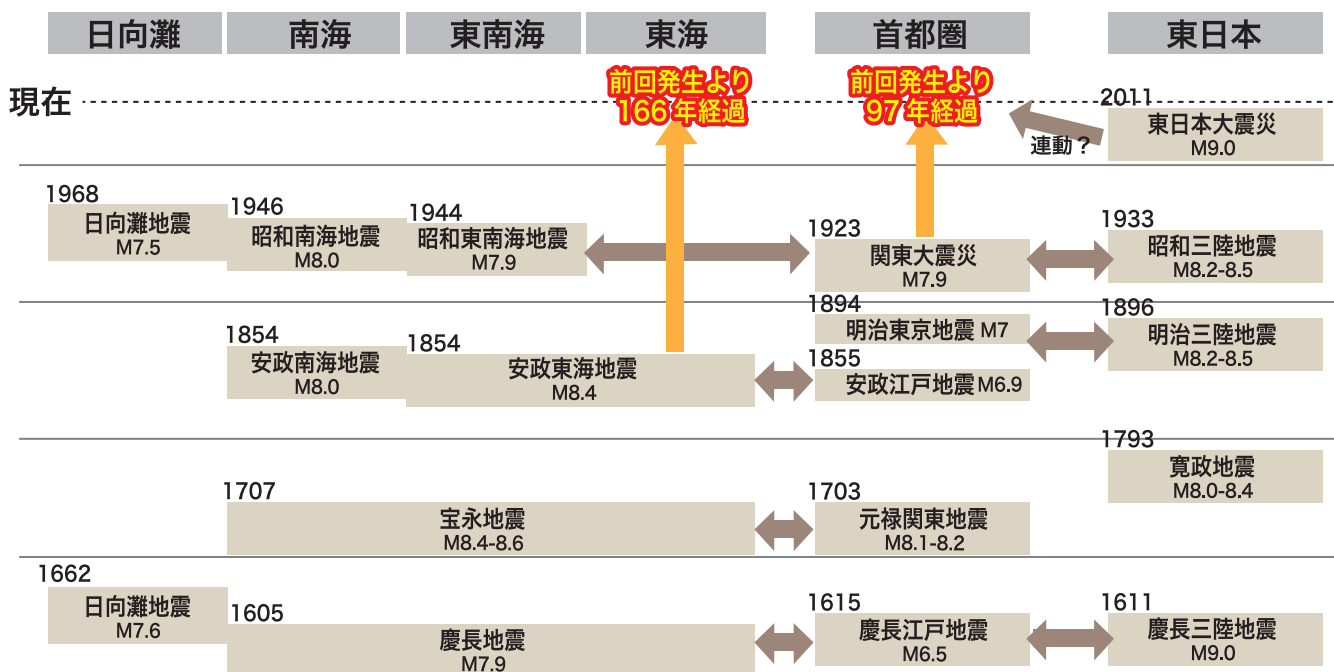 日向灘
南海
東南海
東海
首都圏
東日本
現在
前回発生より
166年経過
前回発生より
97年経過
2011
東日本大震災
M9.0
連動？
1968
日向灘地震
M7.5
1946
昭和南海地震
M8.0
1944
昭和東南海地震
M7.9
1923
関東大震災
M7.9
1933
昭和三陸地震
M8.2-8.5
1854
安政南海地震
M8.0
1854
安政東海地震
M8.4
1894
明治東京地震 M7
1855
安政江戸地震 M6.9
1896
明治三陸地震
M8.2-8.5
1793
寛政地震
M8.0-8.4
1707
宝永地震
M8.4-8.6
1703
元禄関東地震
M8.1-8.2
1662
日向灘地震
M7.6
1605
慶長地震
M7.9
1615
慶長江戸地震
M6.5
1611
慶長三陸地震
M9.0